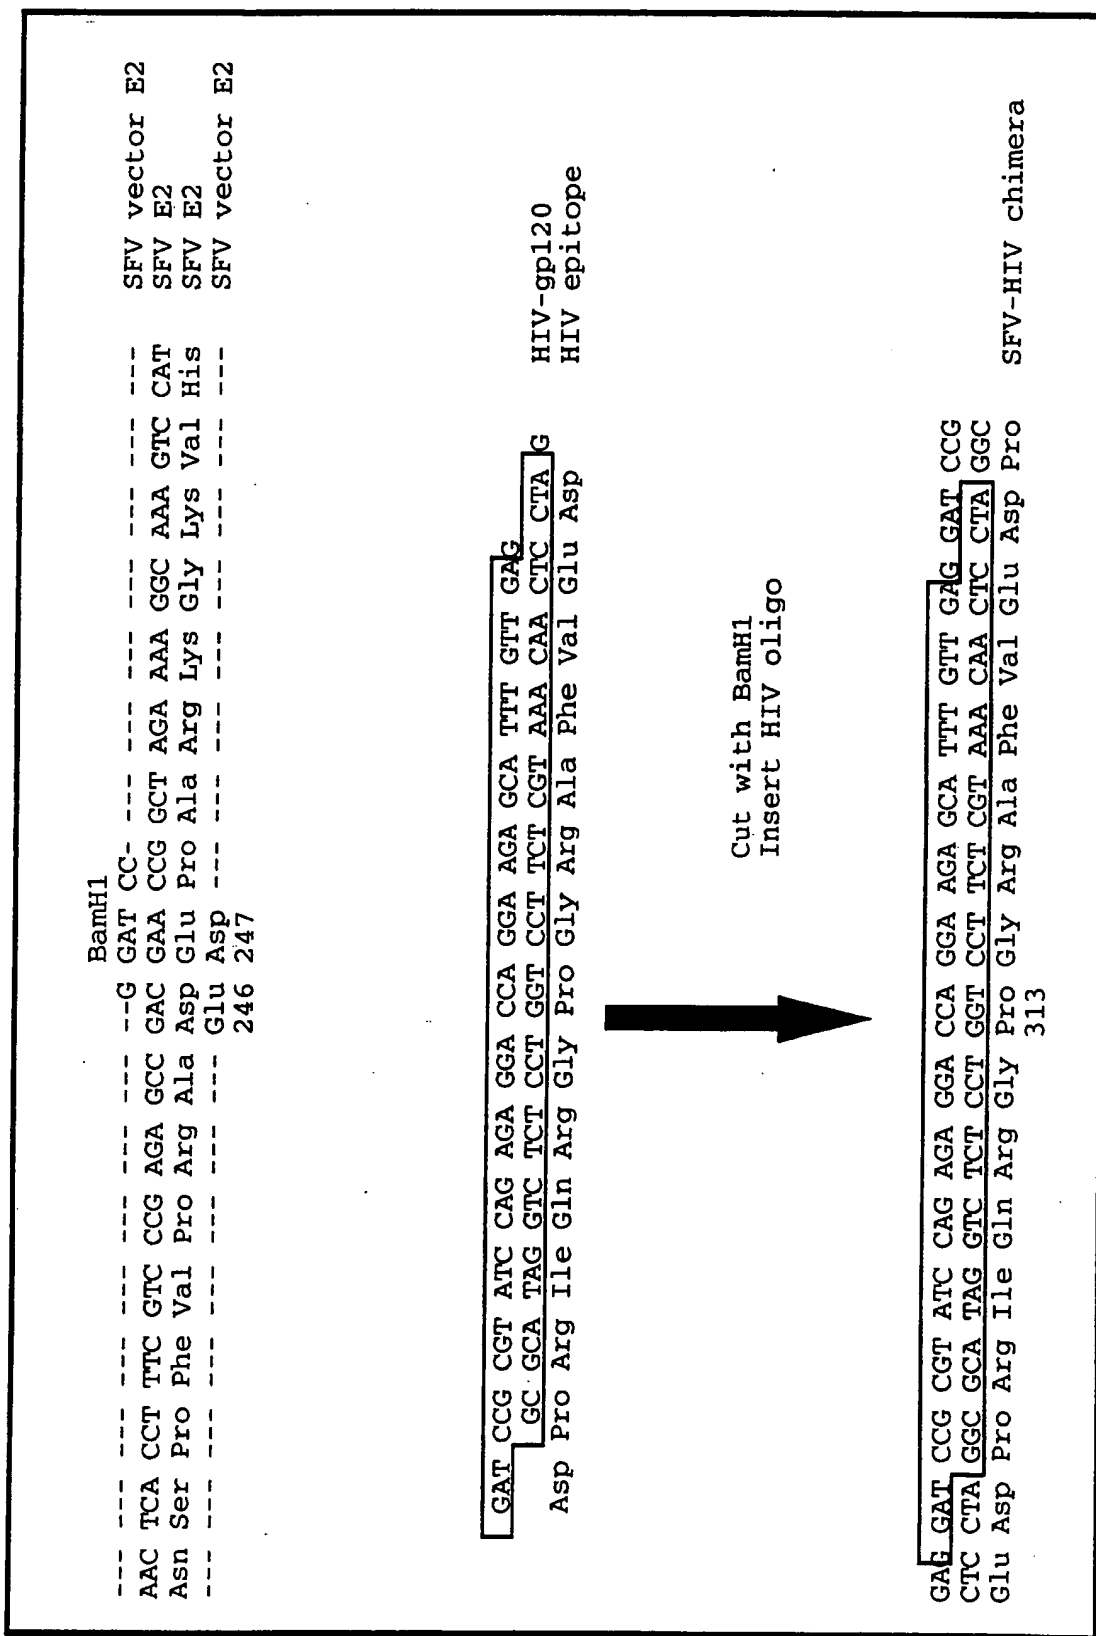 BamH1
--- --- --- --- --- --- --- --G GAT CC- --- --- --- --- --- --- --- SFV vector E2
AAC TCA CCT TTC GTC CCG AGA GCC GAC GAA CCG GCT AGA AAA GGC AAA GTC CAT SFV E2
Asn Ser Pro Phe Val Pro Arg Ala Asp Glu Pro Ala Arg Lys Gly Lys Val His SFV E2
--- --- --- --- --- --- --- --- Glu Asp --- --- --- --- --- --- --- --- SFV vector E2
246 247
GAT CCG CGT ATC CAG AGA GGA CCA GGA AGA GCA TTT GTT GAG
GC GCA TAG GTC TCT CCT GGT CCT TCT CGT AAA CAA CTC CTA G HIV-gp120
Asp Pro Arg Ile Gln Arg Gly Pro Gly Arg Ala Phe Val Glu Asp HIV epitope
Cut with BamH1
Insert HIV oligo
GAG GAT CCG CGT ATC CAG AGA GGA CCA GGA AGA GCA TTT GTT GAG GAT CCG
CTC CTA GGC GCA TAG GTC TCT CCT GGT CCT TCT CGT AAA CAA CTC CTA GGC
Glu Asp Pro Arg Ile Gln Arg Gly Pro Gly Arg Ala Phe Val Glu Asp Pro SFV-HIV chimera
313